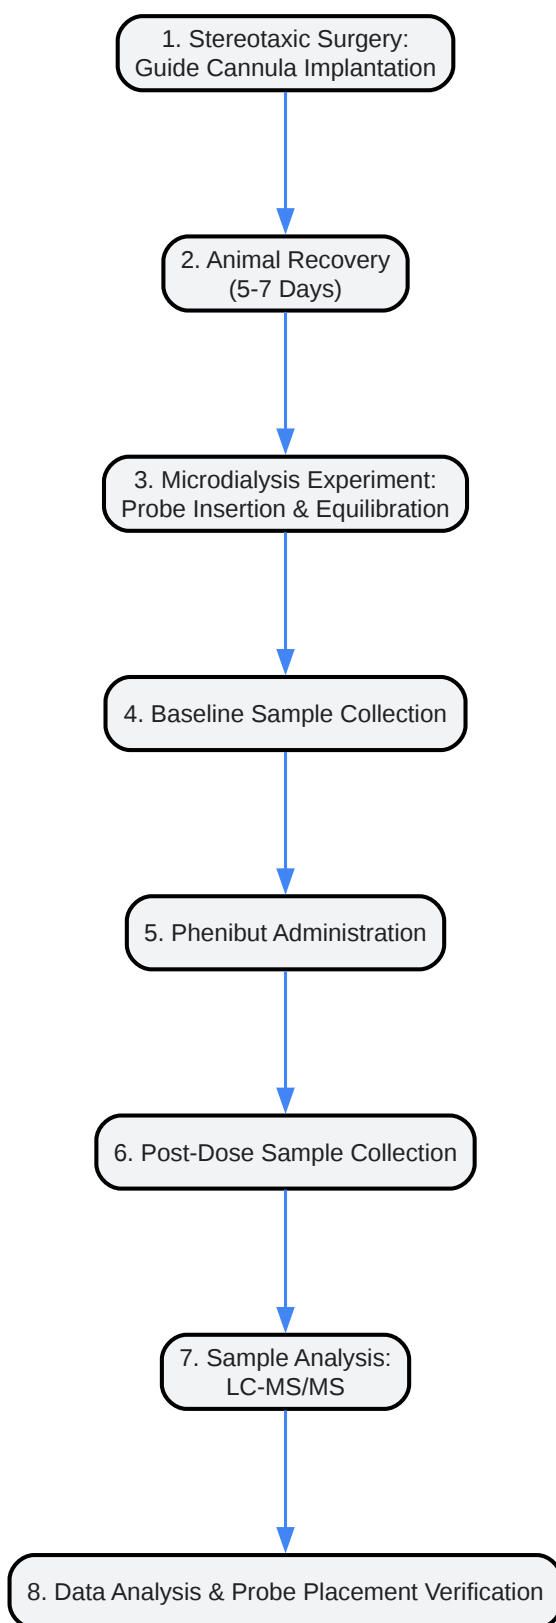 1. Stereotaxic Surgery:
Guide Cannula Implantation
2. Animal Recovery
(5-7 Days)
3. Microdialysis Experiment:
Probe Insertion & Equilibration
4. Baseline Sample Collection
5. Phenibut Administration
6. Post-Dose Sample Collection
7. Sample Analysis:
LC-MS/MS
8. Data Analysis & Probe Placement Verification